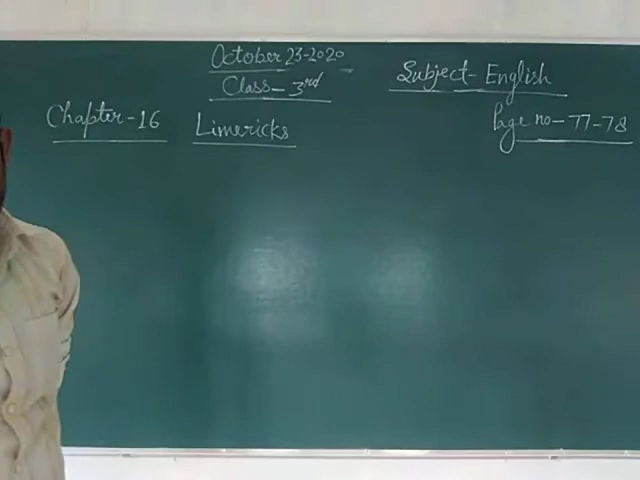 October 23-2020
Class- 3rd
Subject- English
Chapter-16 Limericks
Page no- 77-78